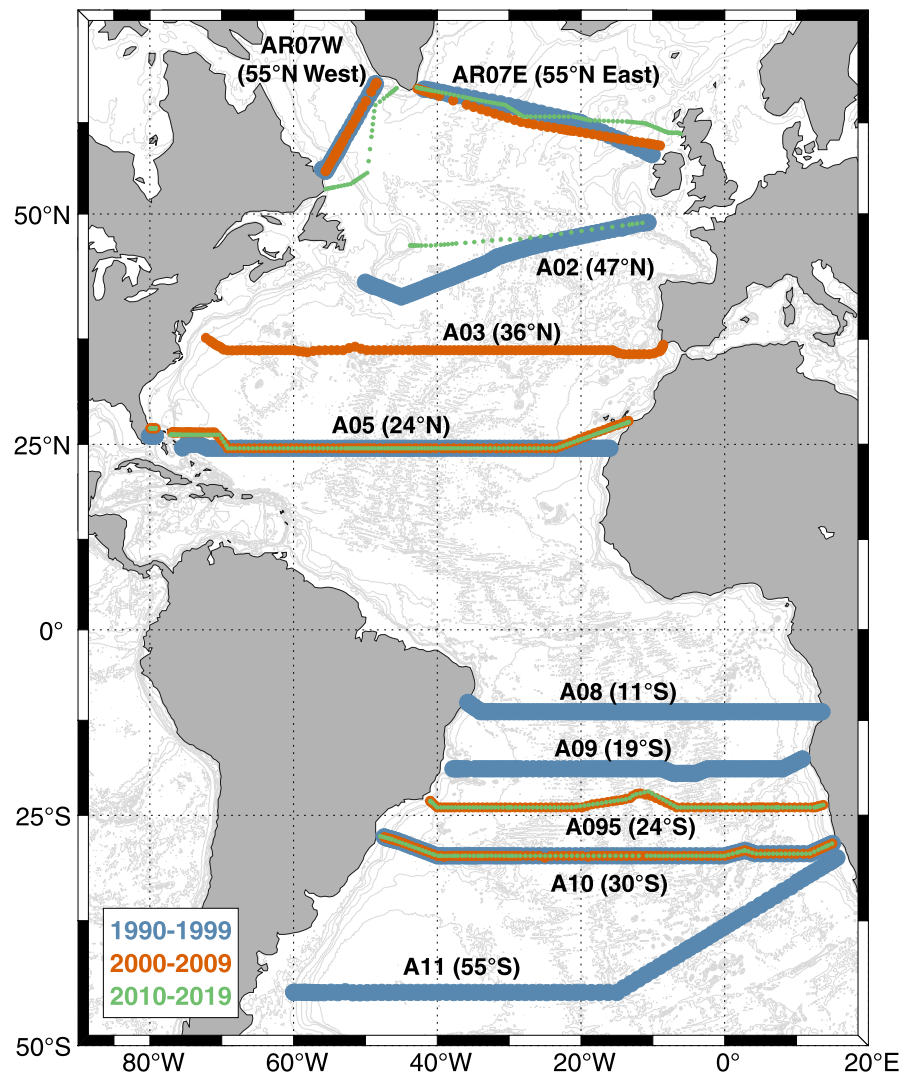 AR07W
(55°N West)
AR07E (55°N East)
50°N
A02 (47°N)
A03 (36°N)
A05 (24°N)
25°N
0°
A08 (11°S)
A09 (19°S)
25°S
A095 (24°S)
A10 (30°S)
1990-1999
2000-2009
2010-2019
A11 (55°S)
50°S
80°W
60°W
40°W
20°W
0°
20°E